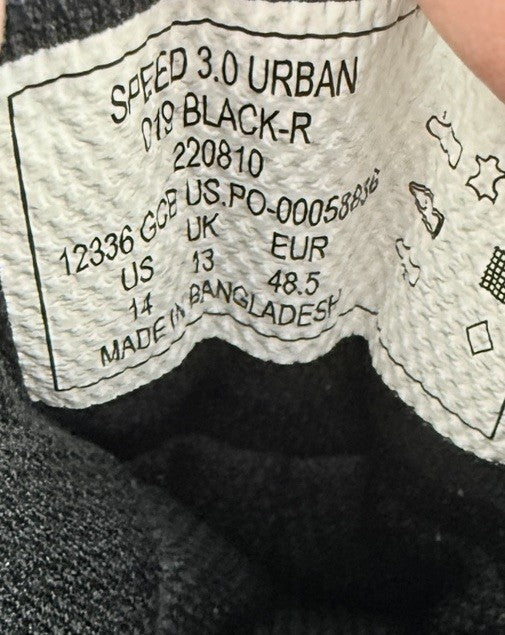 SPEED 3.0 URBAN
019 BLACK-R
220810
12336 GCB US.PO-00058836
US UK EUR
14 13 48.5
MADE IN BANGLADESH